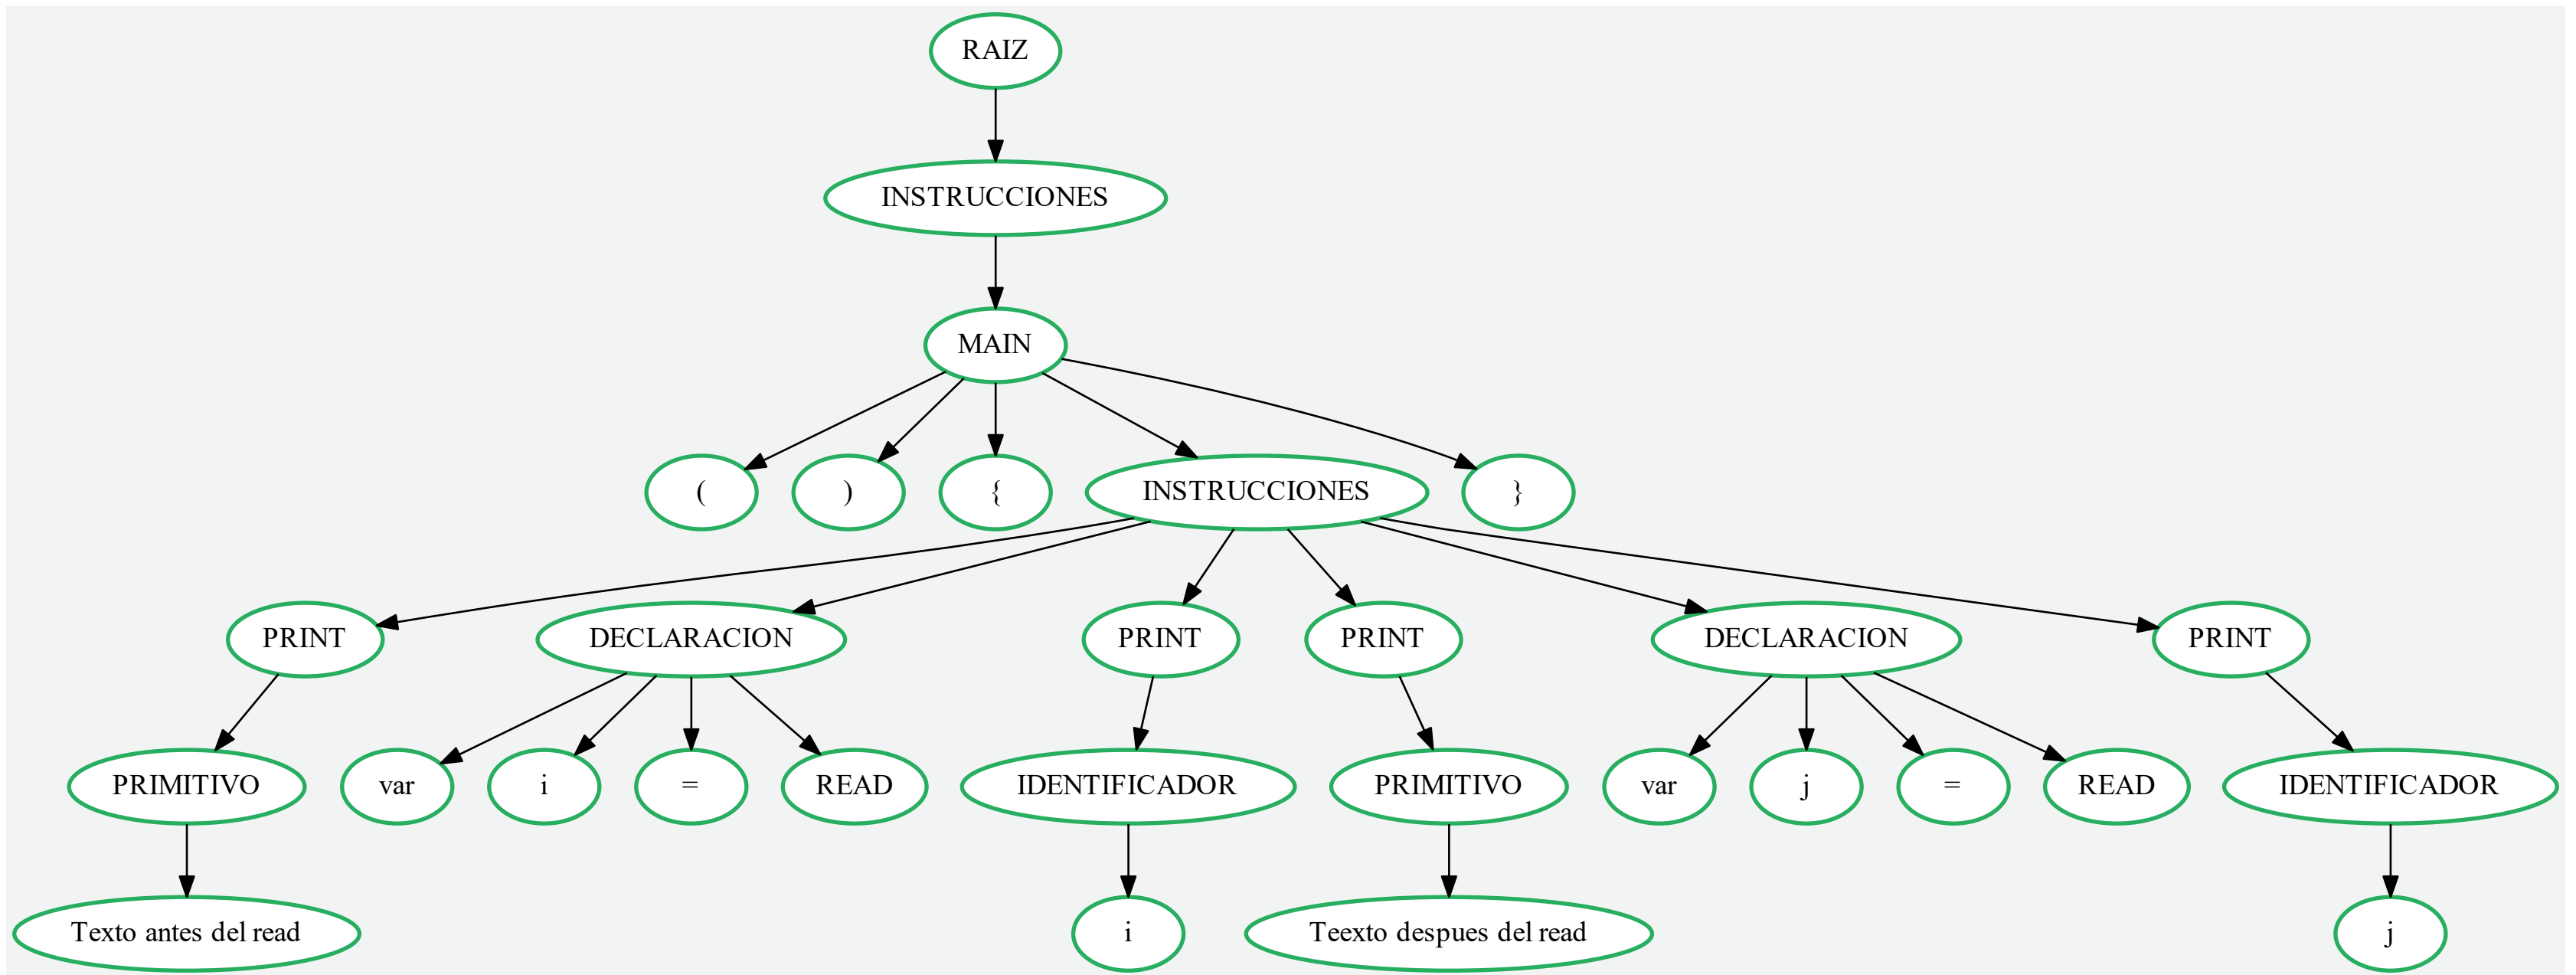 RAIZ
INSTRUCCIONES
MAIN
( ) { INSTRUCCIONES }
PRINT DECLARACION PRINT PRINT DECLARACION PRINT
PRIMITIVO var i = READ IDENTIFICADOR PRIMITIVO var j = READ IDENTIFICADOR
Texto antes del read i Teexto despues del read j